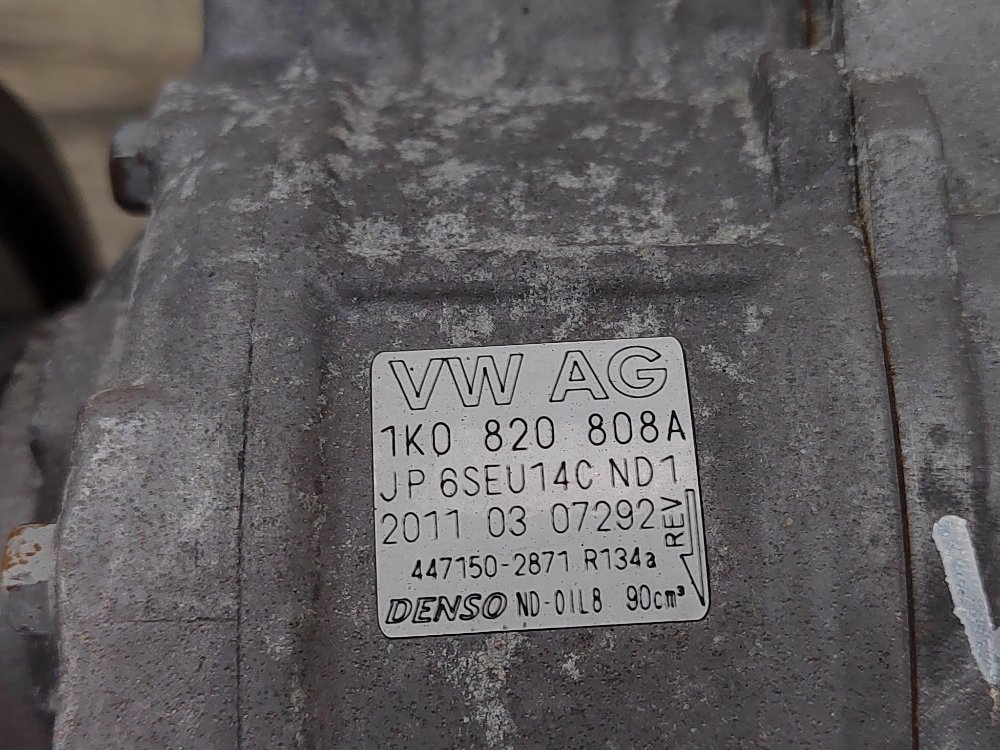 VW AG
1K0 820 808A
JP 6SEU14C ND1
2011 03 07292
REV
447150-2871 R134a
DENSO ND-OIL8 90cm³